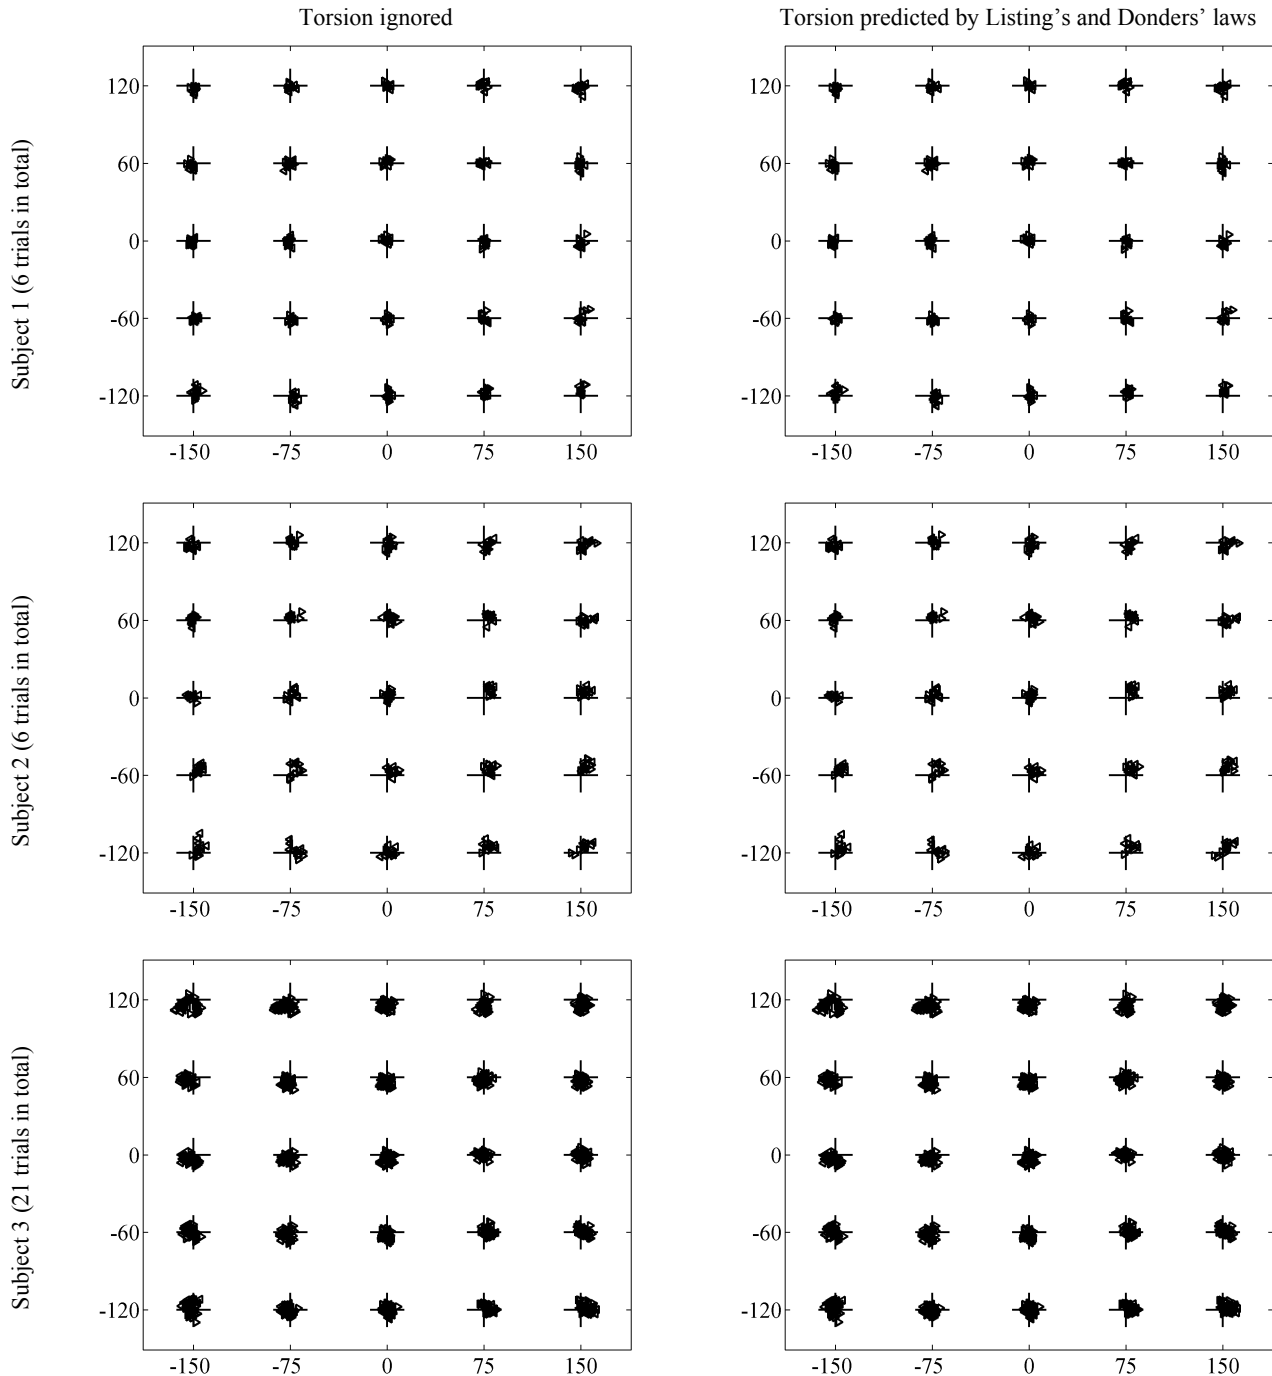 Torsion ignored
Torsion predicted by Listing’s and Donders’ laws
Subject 1 (6 trials in total)
120
60
0
-60
-120
-150 -75 0 75 150
120
60
0
-60
-120
-150 -75 0 75 150
Subject 2 (6 trials in total)
120
60
0
-60
-120
-150 -75 0 75 150
120
60
0
-60
-120
-150 -75 0 75 150
Subject 3 (21 trials in total)
120
60
0
-60
-120
-150 -75 0 75 150
120
60
0
-60
-120
-150 -75 0 75 150